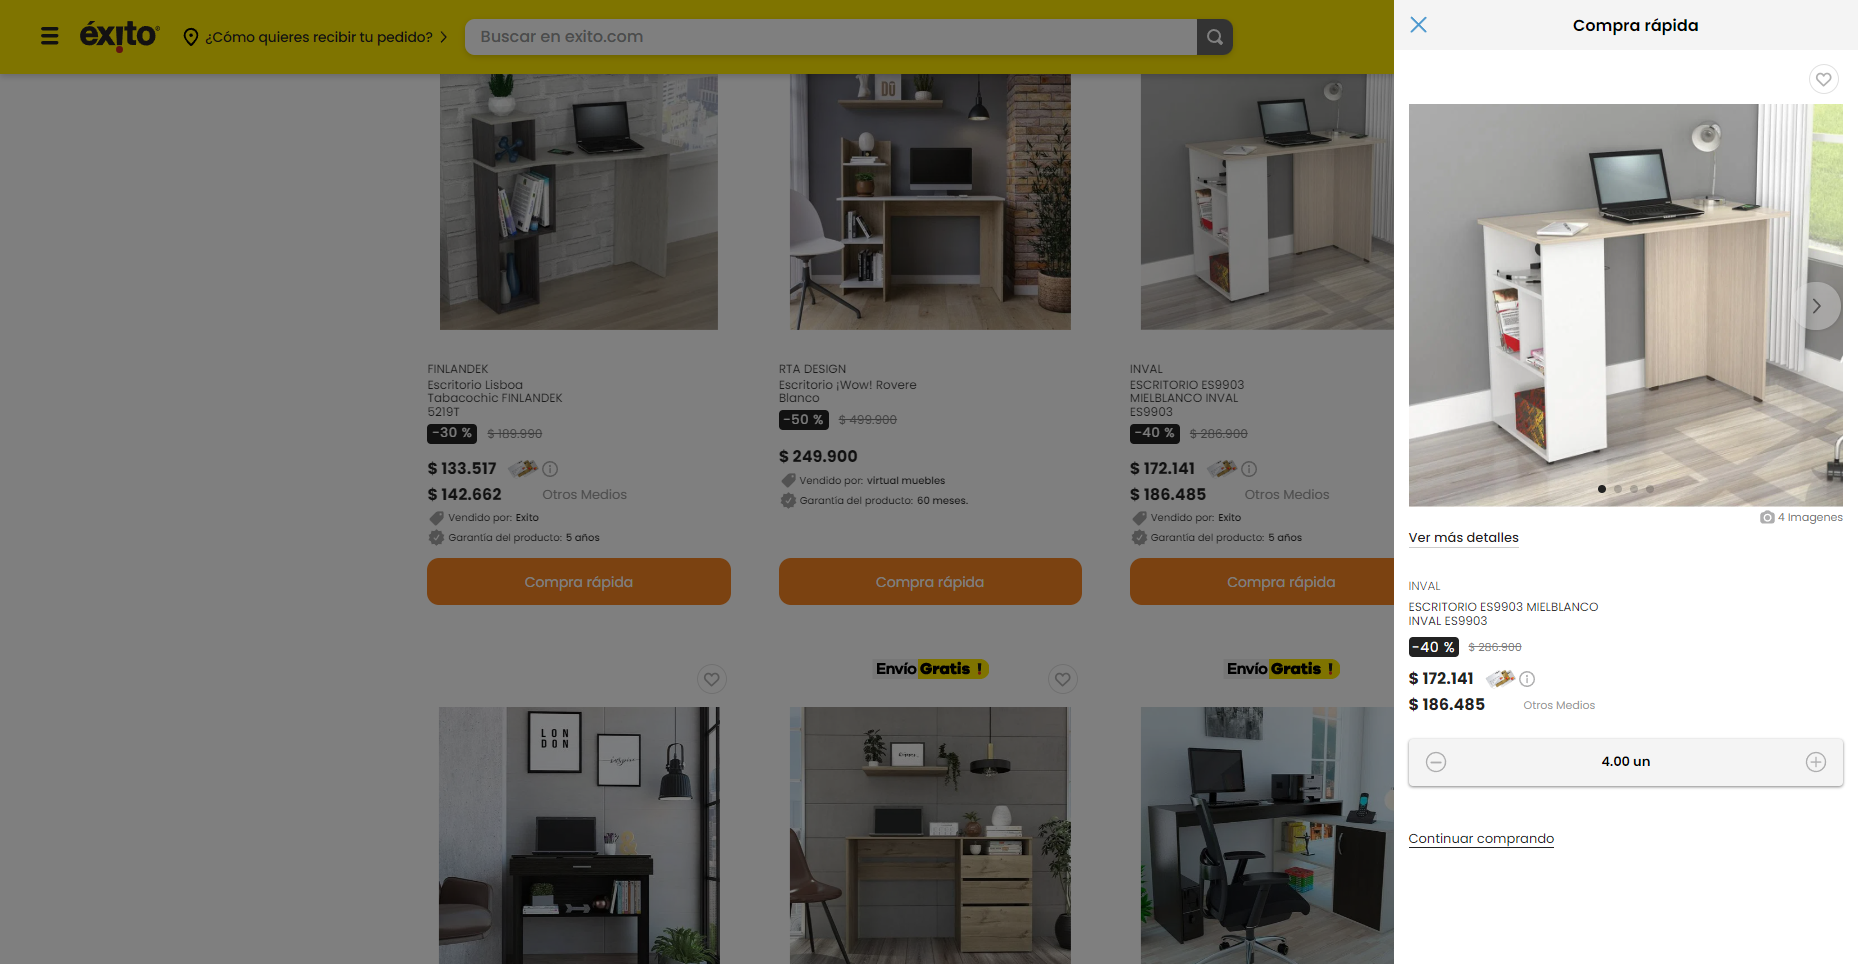 éxito
¿Cómo quieres recibir tu pedido?
Buscar en exito.com
FINLANDEK
Escritorio Lisboa
Tabacochic FINLANDEK
5219T
-30 % $ 189.990
$ 133.517
$ 142.662 Otros Medios
Vendido por: Exito
Garantía del producto: 5 años
Compra rápida
RTA DESIGN
Escritorio ¡Wow! Rovere
Blanco
-50 % $ 499.900
$ 249.900
Vendido por: virtual muebles
Garantía del producto: 60 meses.
Compra rápida
INVAL
ESCRITORIO ES9903
MIELBLANCO INVAL
ES9903
-40 % $ 286.900
$ 172.141
$ 186.485 Otros Medios
Vendido por: Exito
Garantía del producto: 5 años
Compra rápida
LON
DON
Envío Gratis !
Envío Gratis !
Compra rápida
4 Imagenes
Ver más detalles
INVAL
ESCRITORIO ES9903 MIELBLANCO
INVAL ES9903
-40 % $ 286.900
$ 172.141
$ 186.485 Otros Medios
4.00 un
Continuar comprando